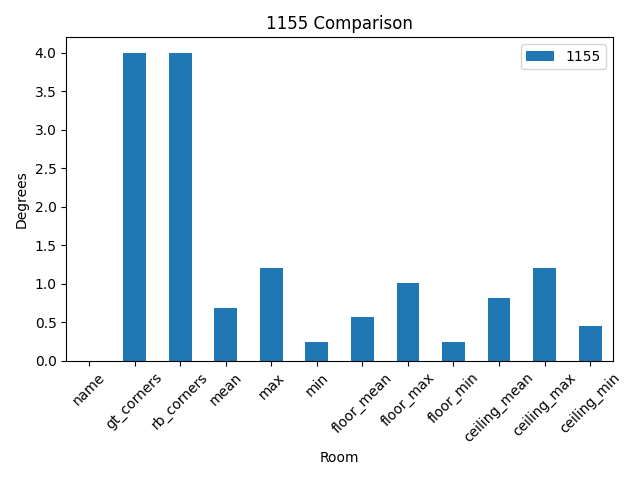 1155 Comparison
1155
Degrees
4.0
3.5
3.0
2.5
2.0
1.5
1.0
0.5
0.0
name
gt_corners
rb_corners
mean
max
min
floor_mean
floor_max
floor_min
ceiling_mean
ceiling_max
ceiling_min
Room